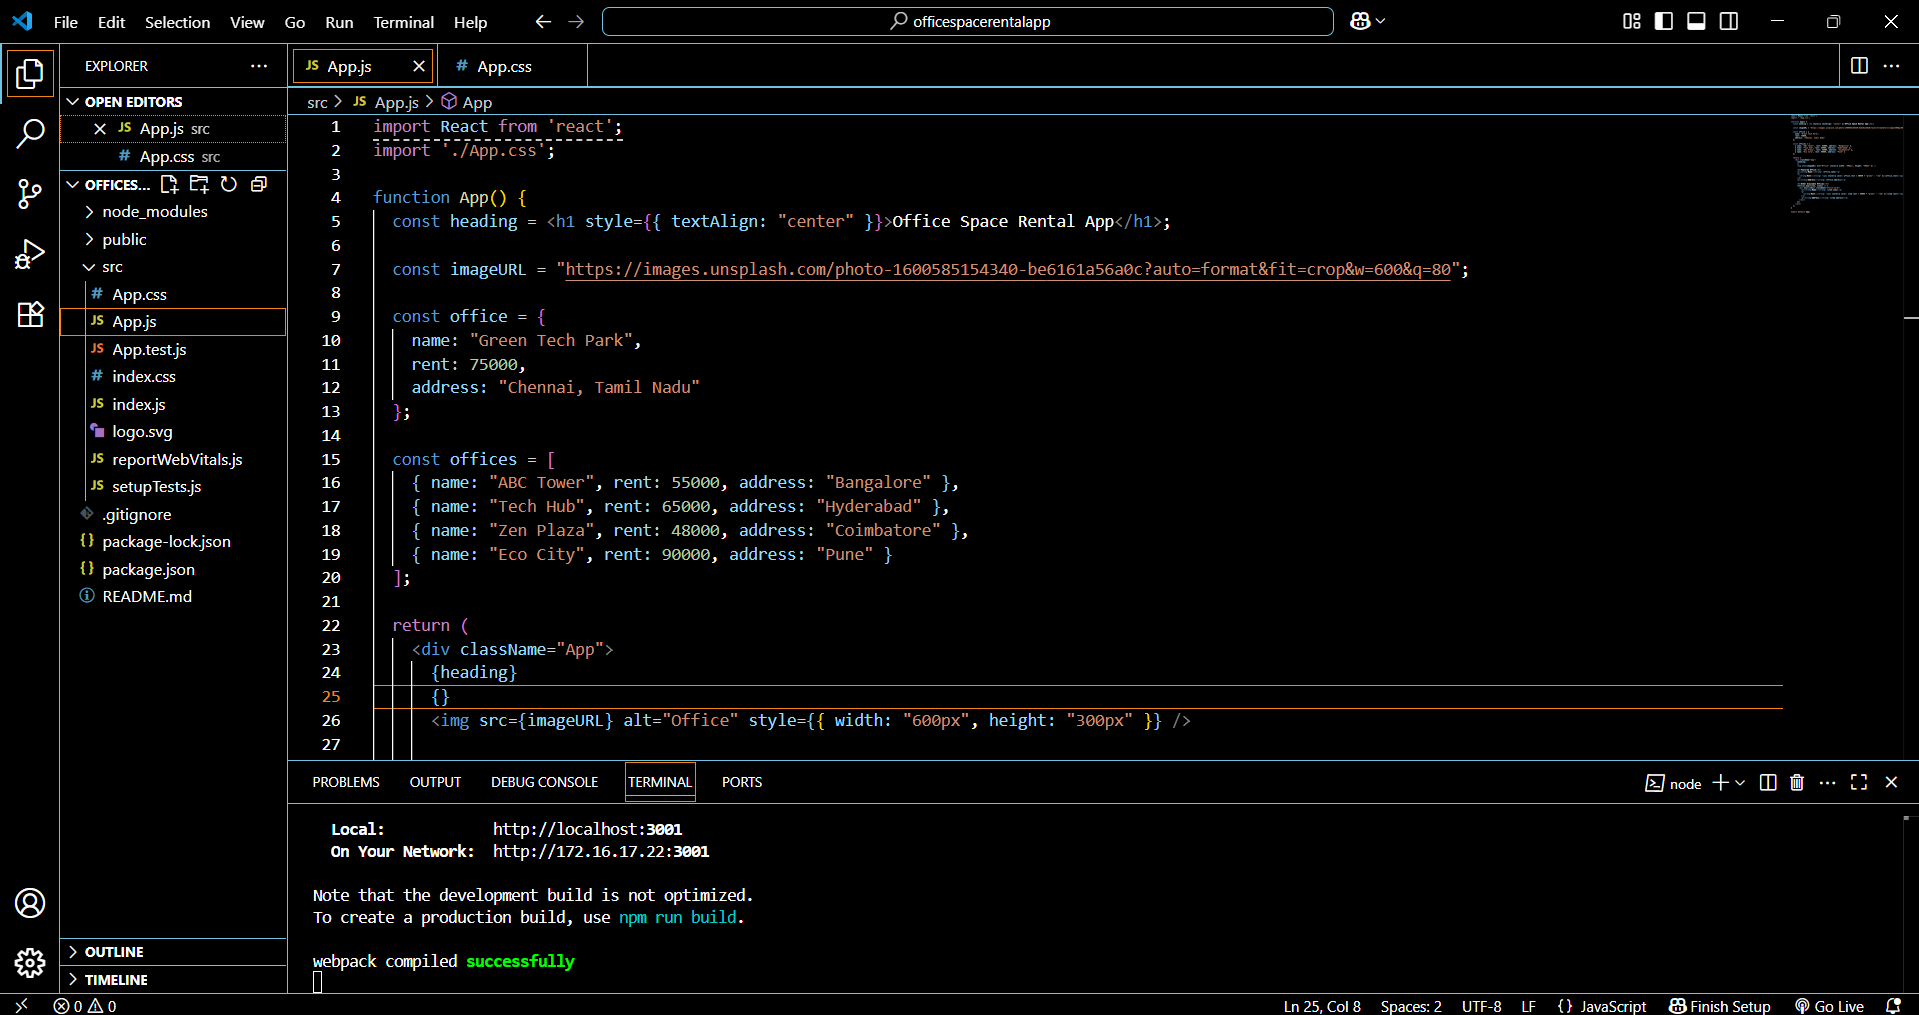 File Edit Selection View Go Run Terminal Help officespacerentalapp
EXPLORER
OPEN EDITORS
JS App.js src
# App.css src
OFFICES...
node_modules
public
src
# App.css
JS App.js
JS App.test.js
# index.css
JS index.js
logo.svg
JS reportWebVitals.js
JS setupTests.js
.gitignore
{} package-lock.json
{} package.json
README.md
OUTLINE
TIMELINE
JS App.js # App.css
src > JS App.js > App
1 import React from 'react';
2 import './App.css';
3
4 function App() {
5 const heading = <h1 style={{ textAlign: "center" }}>Office Space Rental App</h1>;
6
7 const imageURL = "https://images.unsplash.com/photo-1600585154340-be6161a56a0c?auto=format&fit=crop&w=600&q=80";
8
9 const office = {
10 name: "Green Tech Park",
11 rent: 75000,
12 address: "Chennai, Tamil Nadu"
13 };
14
15 const offices = [
16 { name: "ABC Tower", rent: 55000, address: "Bangalore" },
17 { name: "Tech Hub", rent: 65000, address: "Hyderabad" },
18 { name: "Zen Plaza", rent: 48000, address: "Coimbatore" },
19 { name: "Eco City", rent: 90000, address: "Pune" }
20 ];
21
22 return (
23 <div className="App">
24 {heading}
25 {}
26 <img src={imageURL} alt="Office" style={{ width: "600px", height: "300px" }} />
27
PROBLEMS OUTPUT DEBUG CONSOLE TERMINAL PORTS node
Local: http://localhost:3001
On Your Network: http://172.16.17.22:3001
Note that the development build is not optimized.
To create a production build, use npm run build.
webpack compiled successfully
0 0 Ln 25, Col 8 Spaces: 2 UTF-8 LF {} JavaScript Finish Setup Go Live